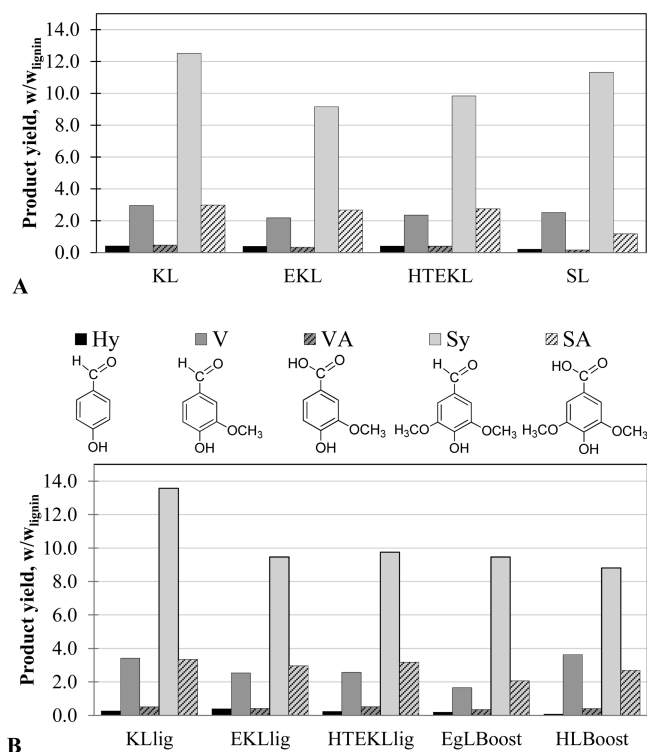 14.0
12.0
10.0
8.0
6.0
4.0
2.0
0.0
Product yield, w/w_lignin
KL EKL HTEKL SL
A
Hy V VA Sy SA
H C O OH
H C O OCH3 OH
HO C O OCH3 OH
H C O H3CO OCH3 OH
HO C O H3CO OCH3 OH
14.0
12.0
10.0
8.0
6.0
4.0
2.0
0.0
Product yield, w/w_lignin
KLlig EKLlig HTEKLlig EgLBoost HLBoost
B